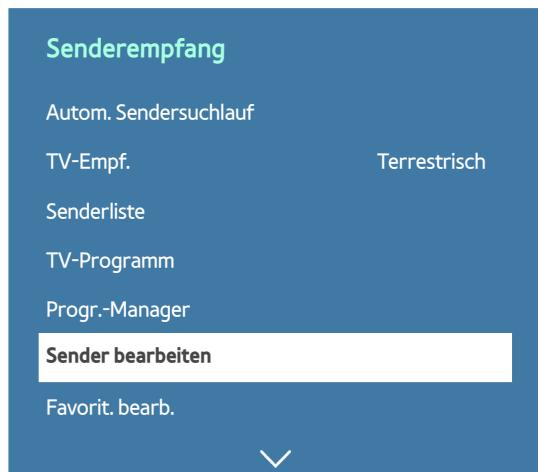 Senderempfang
Autom. Sendersuchlauf
TV-Empf. Terrestrisch
Senderliste
TV-Programm
Progr.-Manager
Sender bearbeiten
Favorit. bearb.